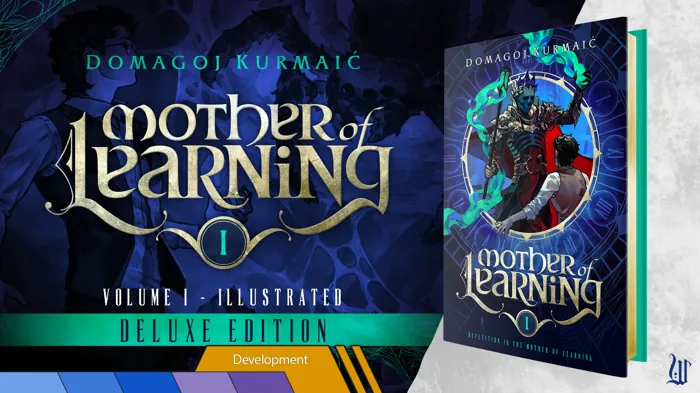 DOMAGOJ KURMAIĆ
MOTHER of
LEARNING
I
VOLUME I - ILLUSTRATED
DELUXE EDITION
Development
DOMAGOJ KURMAIĆ
MOTHER of
LEARNING
I
REPETITION IS THE MOTHER OF LEARNING